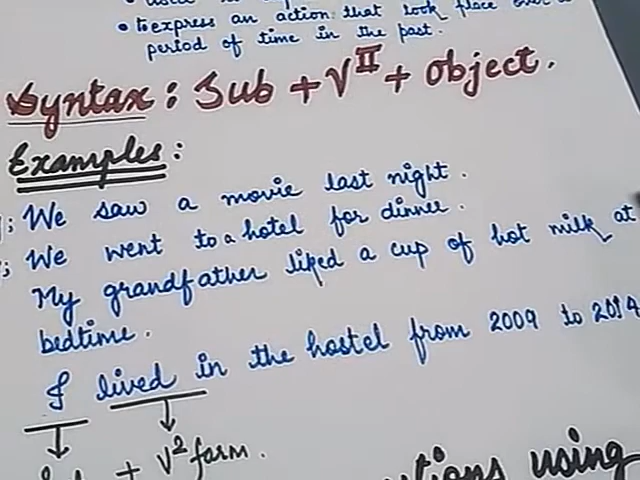 • to express an action that took place over a
period of time in the past.
Syntax : Sub + V II + Object.
Examples:
; We saw a movie last night.
; We went to a hotel for dinner.
My grandfather liked a cup of hot milk at
bedtime.
I lived in the hostel from 2009 to 2014
+ V2 form.
using